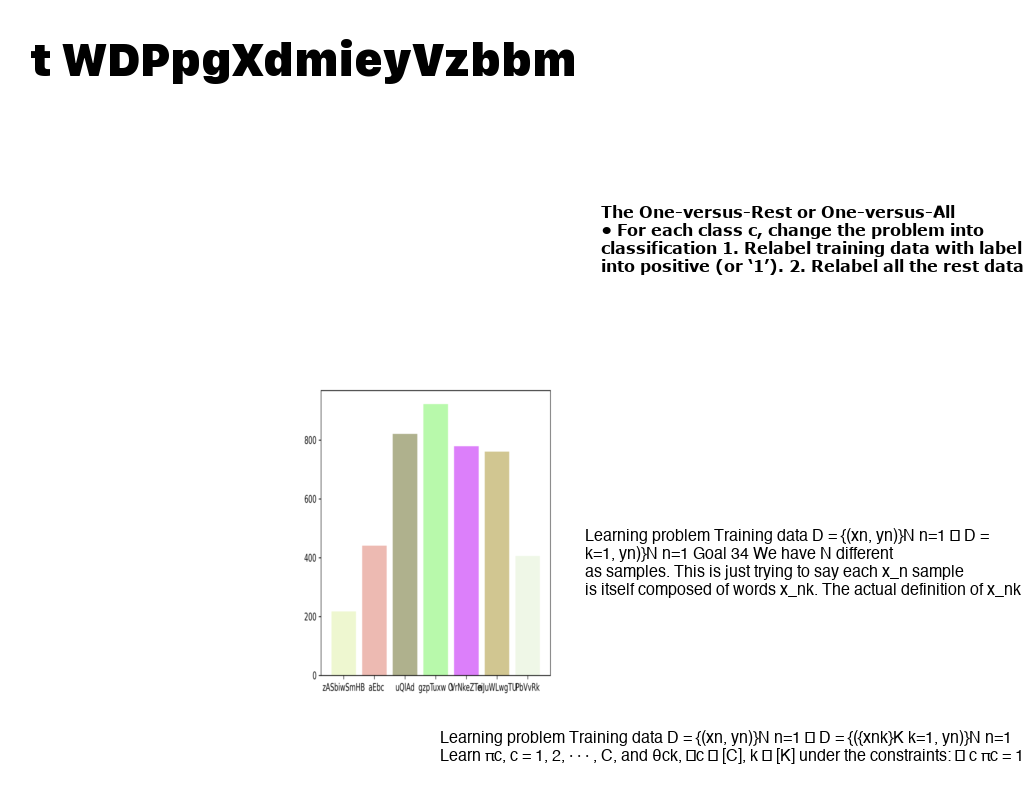 t WDPpgXdmieyVzbbm
The One-versus-Rest or One-versus-All
• For each class c, change the problem into
classification 1. Relabel training data with label
into positive (or ‘1’). 2. Relabel all the rest data
800
600
400
200
0
zASbiwSmHB aEbc uQlAd gzpTuxw PbVvRk
Learning problem Training data D = {(xn, yn)}N n=1 □ D =
k=1, yn)}N n=1 Goal 34 We have N different
as samples. This is just trying to say each x_n sample
is itself composed of words x_nk. The actual definition of x_nk
Learning problem Training data D = {(xn, yn)}N n=1 □ D = {({xnk}K k=1, yn)}N n=1
Learn πc, c = 1, 2, · · · , C, and θck, □c □ [C], k □ [K] under the constraints: □ c πc = 1